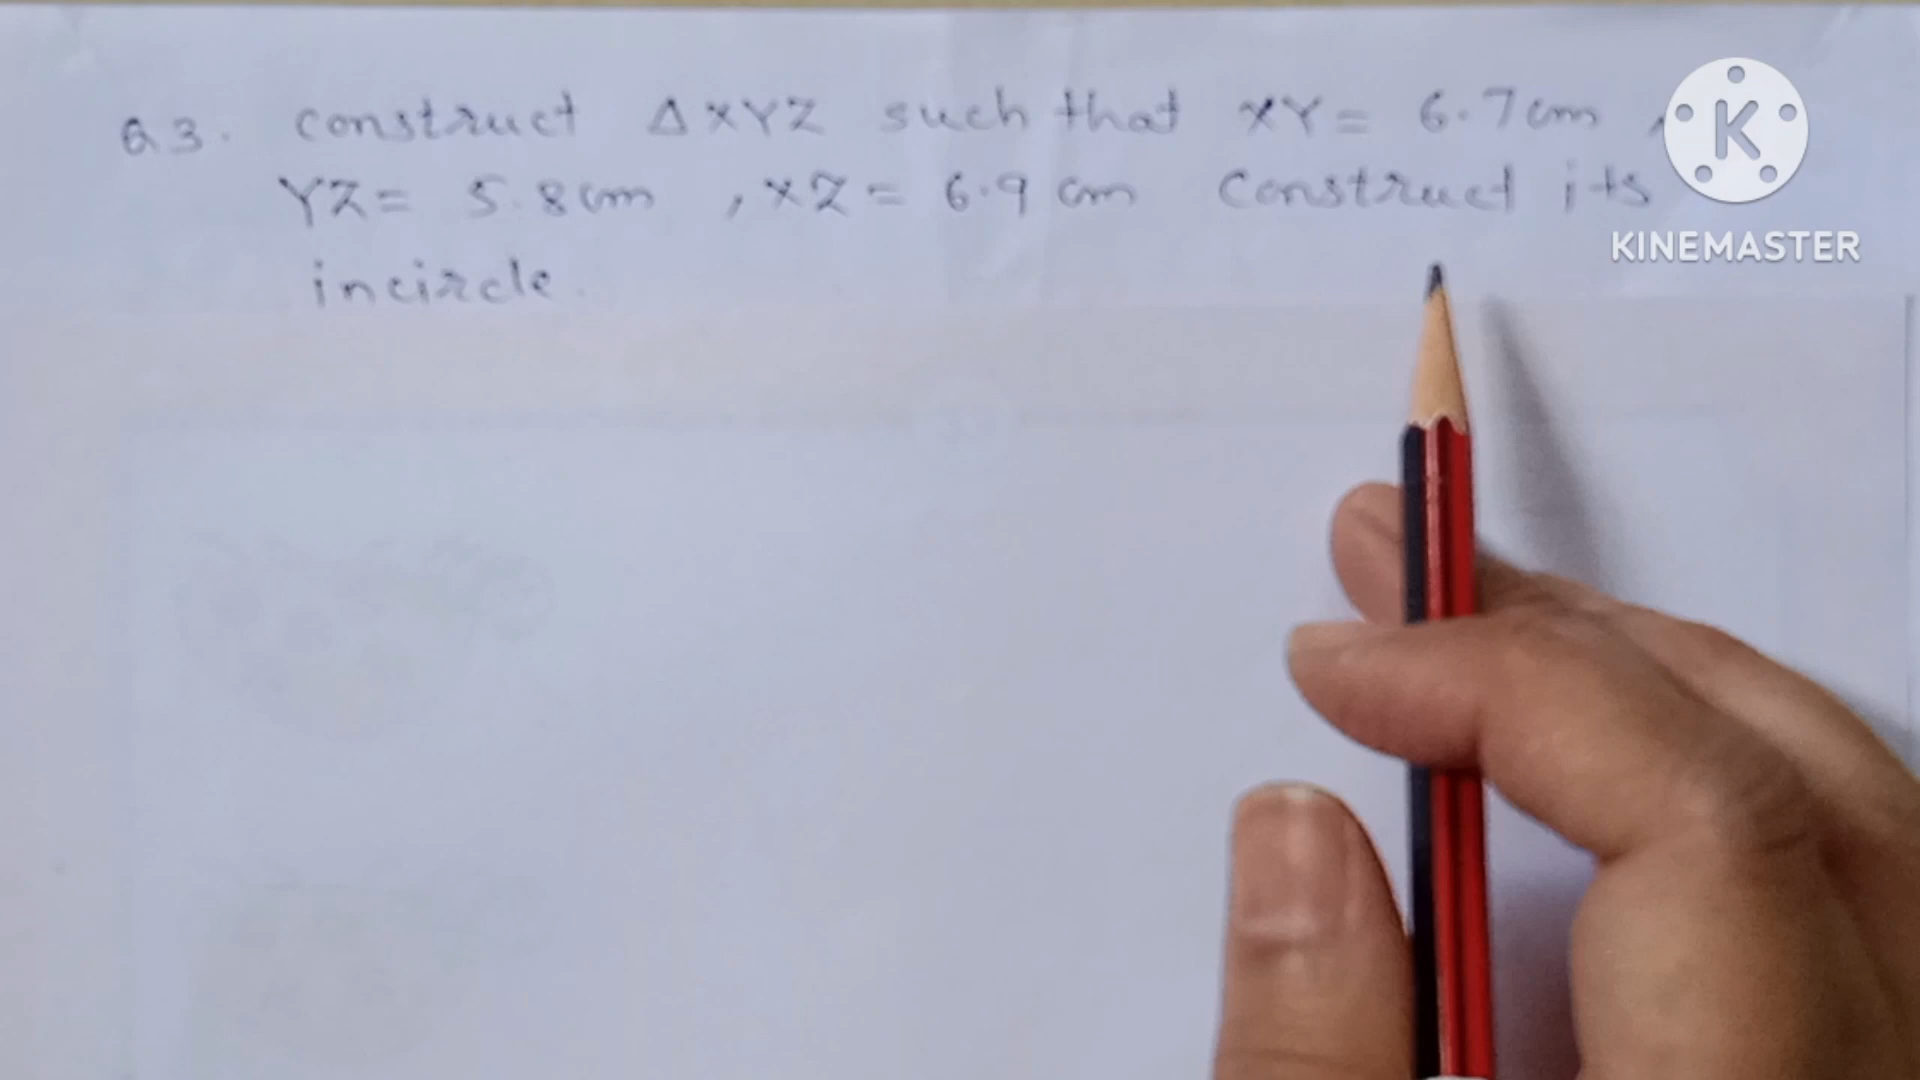 Q3. construct ΔXYZ such that XY = 6.7cm ,
YZ = 5.8cm , XZ = 6.9 cm Construct its
incircle.
K
KINEMASTER